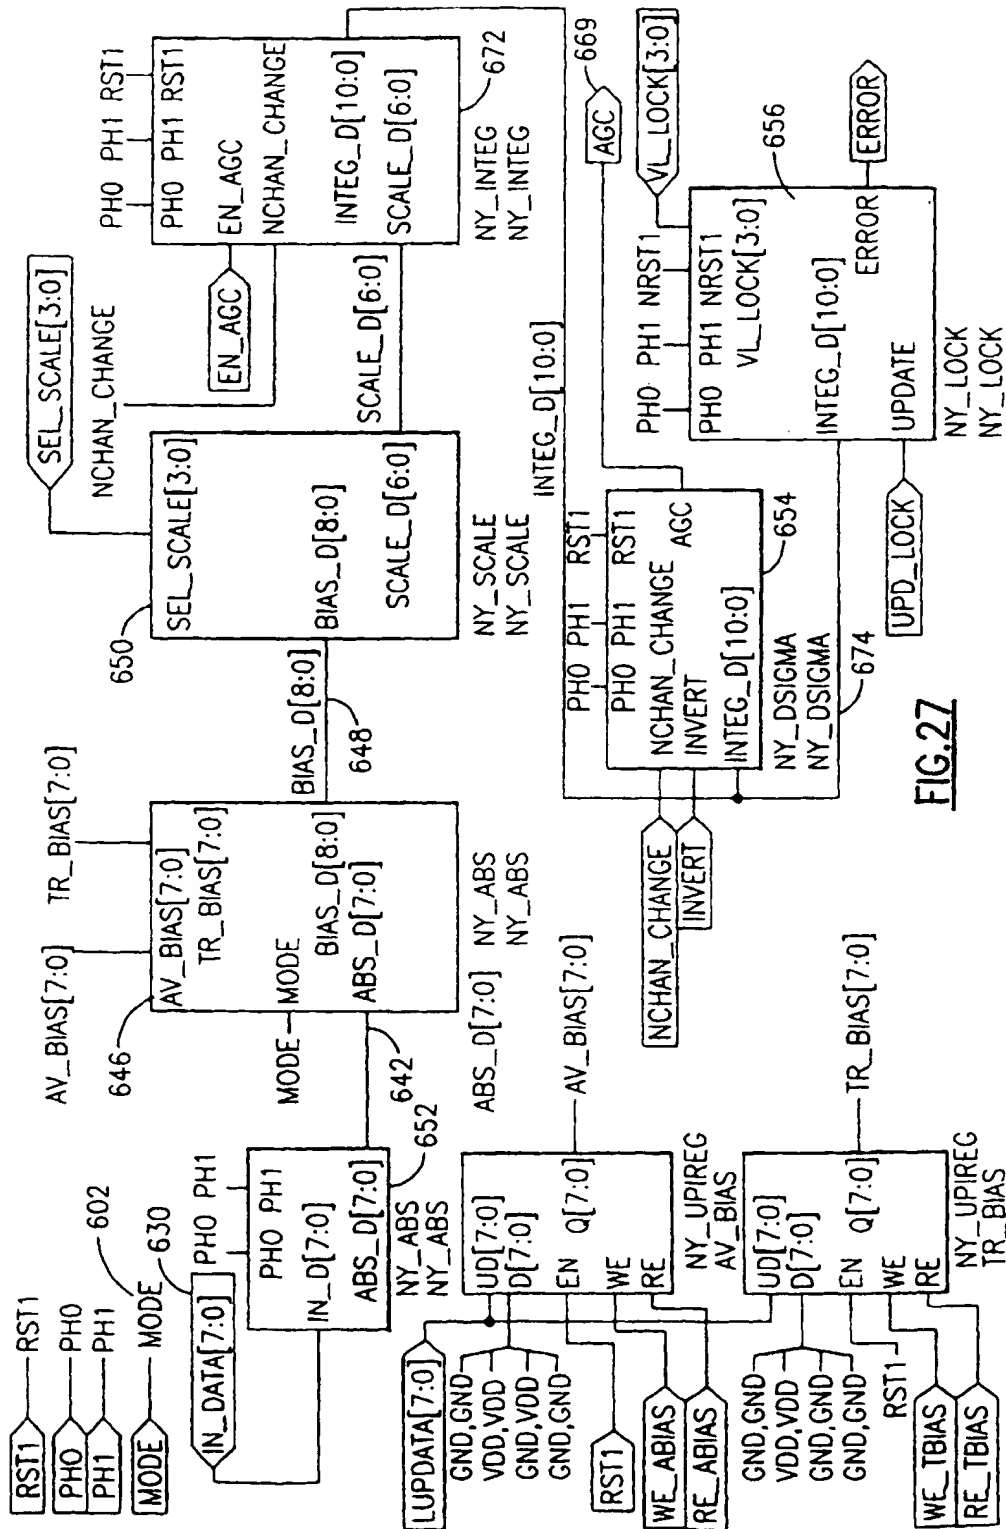 RST1 RST1
PH0 PH0
PH1 PH1
MODE MODE
602
630
IN_DATA[7:0]
PH0 PH1
PH0 PH1
IN_D[7:0]
ABS_D[7:0]
652
NY_ABS
NY_ABS
642
AV_BIAS[7:0]
TR_BIAS[7:0]
646
AV_BIAS[7:0]
TR_BIAS[7:0]
MODE
MODE
BIAS_D[8:0]
ABS_D[7:0]
ABS_D[7:0]
NY_ABS
NY_ABS
BIAS_D[8:0]
648
650
SEL_SCALE[3:0]
NCHAN_CHANGE
SEL_SCALE[3:0]
BIAS_D[8:0]
SCALE_D[6:0]
NY_SCALE
NY_SCALE
SCALE_D[6:0]
EN_AGC
PH0 PH1 RST1
PH0 PH1 RST1
EN_AGC
NCHAN_CHANGE
INTEG_D[10:0]
SCALE_D[6:0]
672
NY_INTEG
NY_INTEG
LUPDATA[7:0]
GND,GND
VDD,VDD
GND,VDD
GND,GND
RST1
WE_ABIAS
RE_ABIAS
UD[7:0]
D[7:0]
Q[7:0]
EN
WE
RE
AV_BIAS[7:0]
NY_UPIREG
AV_BIAS
GND,GND
VDD,VDD
GND,GND
GND,GND
RST1
WE_TBIAS
RE_TBIAS
UD[7:0]
D[7:0]
Q[7:0]
EN
WE
RE
TR_BIAS[7:0]
NY_UPIREG
TR_BIAS
INTEG_D[10:0]
NCHAN_CHANGE
INVERT
PH0 PH1 RST1
PH0 PH1 RST1
NCHAN_CHANGE
AGC
INVERT
INTEG_D[10:0]
654
NY_DSIGMA
NY_DSIGMA
674
AGC
669
VL_LOCK[3:0]
PH0 PH1 NRST1
PH0 PH1 NRST1
VL_LOCK[3:0]
INTEG_D[10:0]
ERROR
UPDATE
656
ERROR
UPD_LOCK
NY_LOCK
NY_LOCK
FIG.27